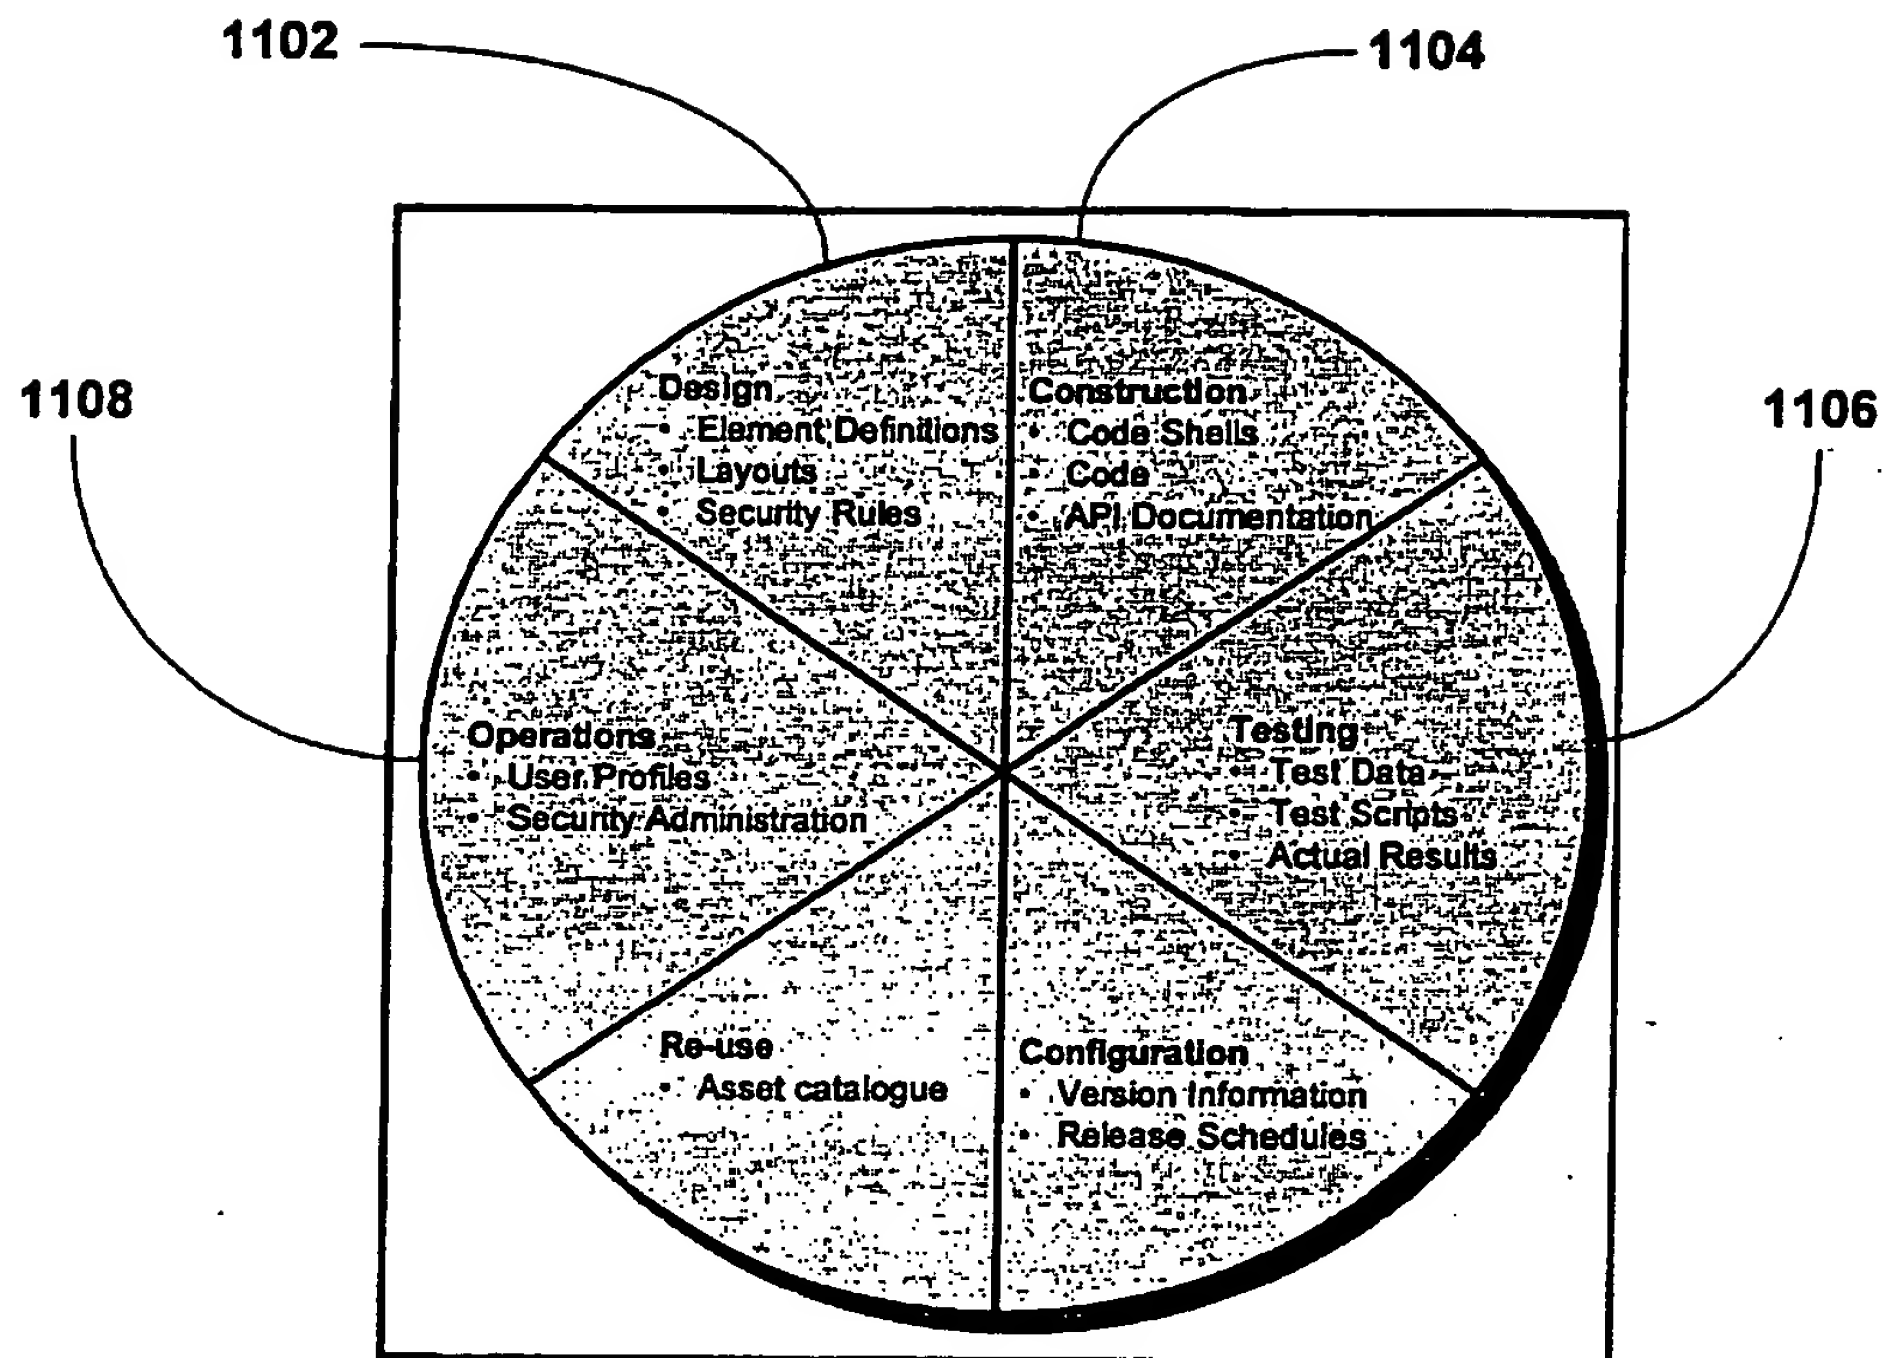 1102
1104
1108
1106
Design
• Element Definitions
• Layouts
• Security Rules
Construction
• Code Shells
• Code
• API Documentation
Operations
• User Profiles
• Security Administration
Testing
• Test Data
• Test Scripts
• Actual Results
Re-use
• Asset catalogue
Configuration
• Version Information
• Release Schedules